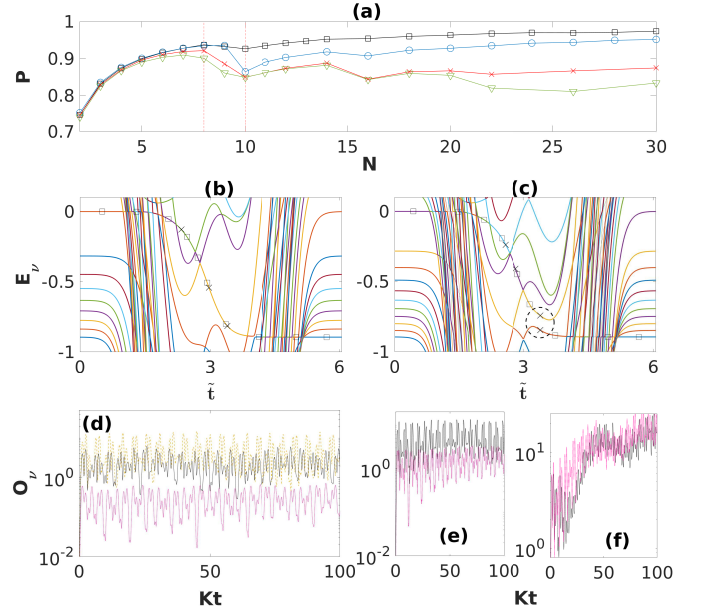 (a)
1
0.9
0.8
0.7
P
5 10 15 20 25 30
N
(b) (c)
0 0
-0.5 -0.5
-1 -1
E_ν
0 3 6 0 3 6
t̃ t̃
(d)
10^0
10^-2
O_ν
0 50 100
Kt
(e)
10^0
10^-2
0 50 100
(f)
10^1
10^0
0 50 100
Kt